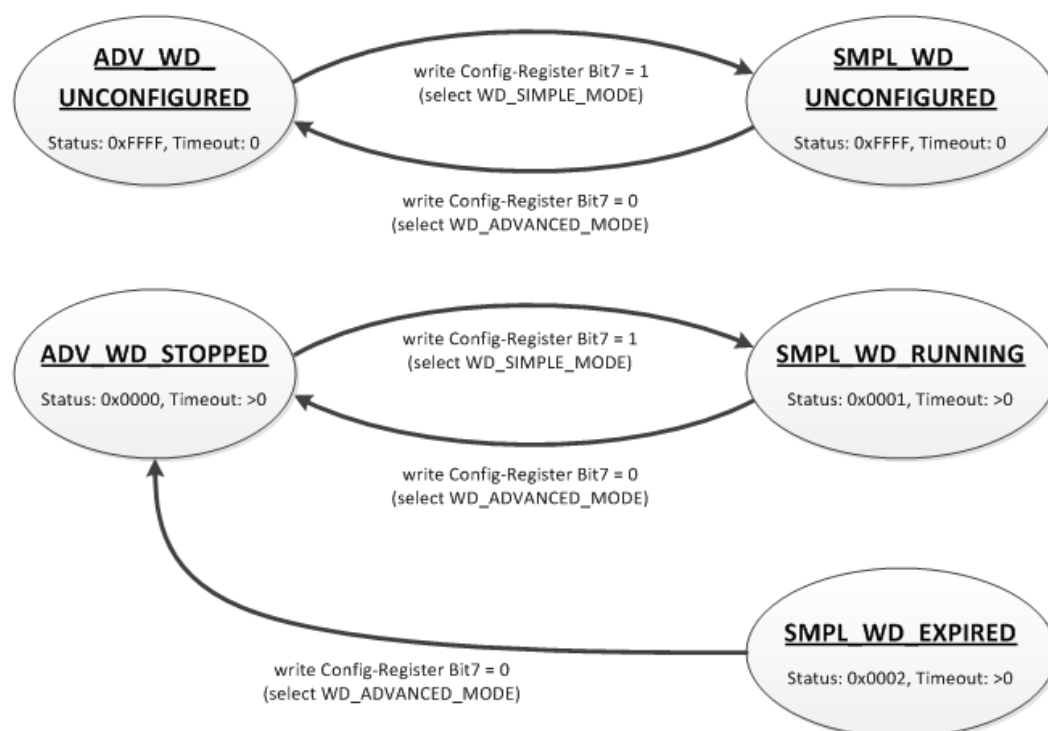 ADV_WD_
UNCONFIGURED
Status: 0xFFFF, Timeout: 0
write Config-Register Bit7 = 1
(select WD_SIMPLE_MODE)
SMPL_WD_
UNCONFIGURED
Status: 0xFFFF, Timeout: 0
write Config-Register Bit7 = 0
(select WD_ADVANCED_MODE)
ADV_WD_STOPPED
Status: 0x0000, Timeout: >0
write Config-Register Bit7 = 1
(select WD_SIMPLE_MODE)
SMPL_WD_RUNNING
Status: 0x0001, Timeout: >0
write Config-Register Bit7 = 0
(select WD_ADVANCED_MODE)
SMPL_WD_EXPIRED
Status: 0x0002, Timeout: >0
write Config-Register Bit7 = 0
(select WD_ADVANCED_MODE)